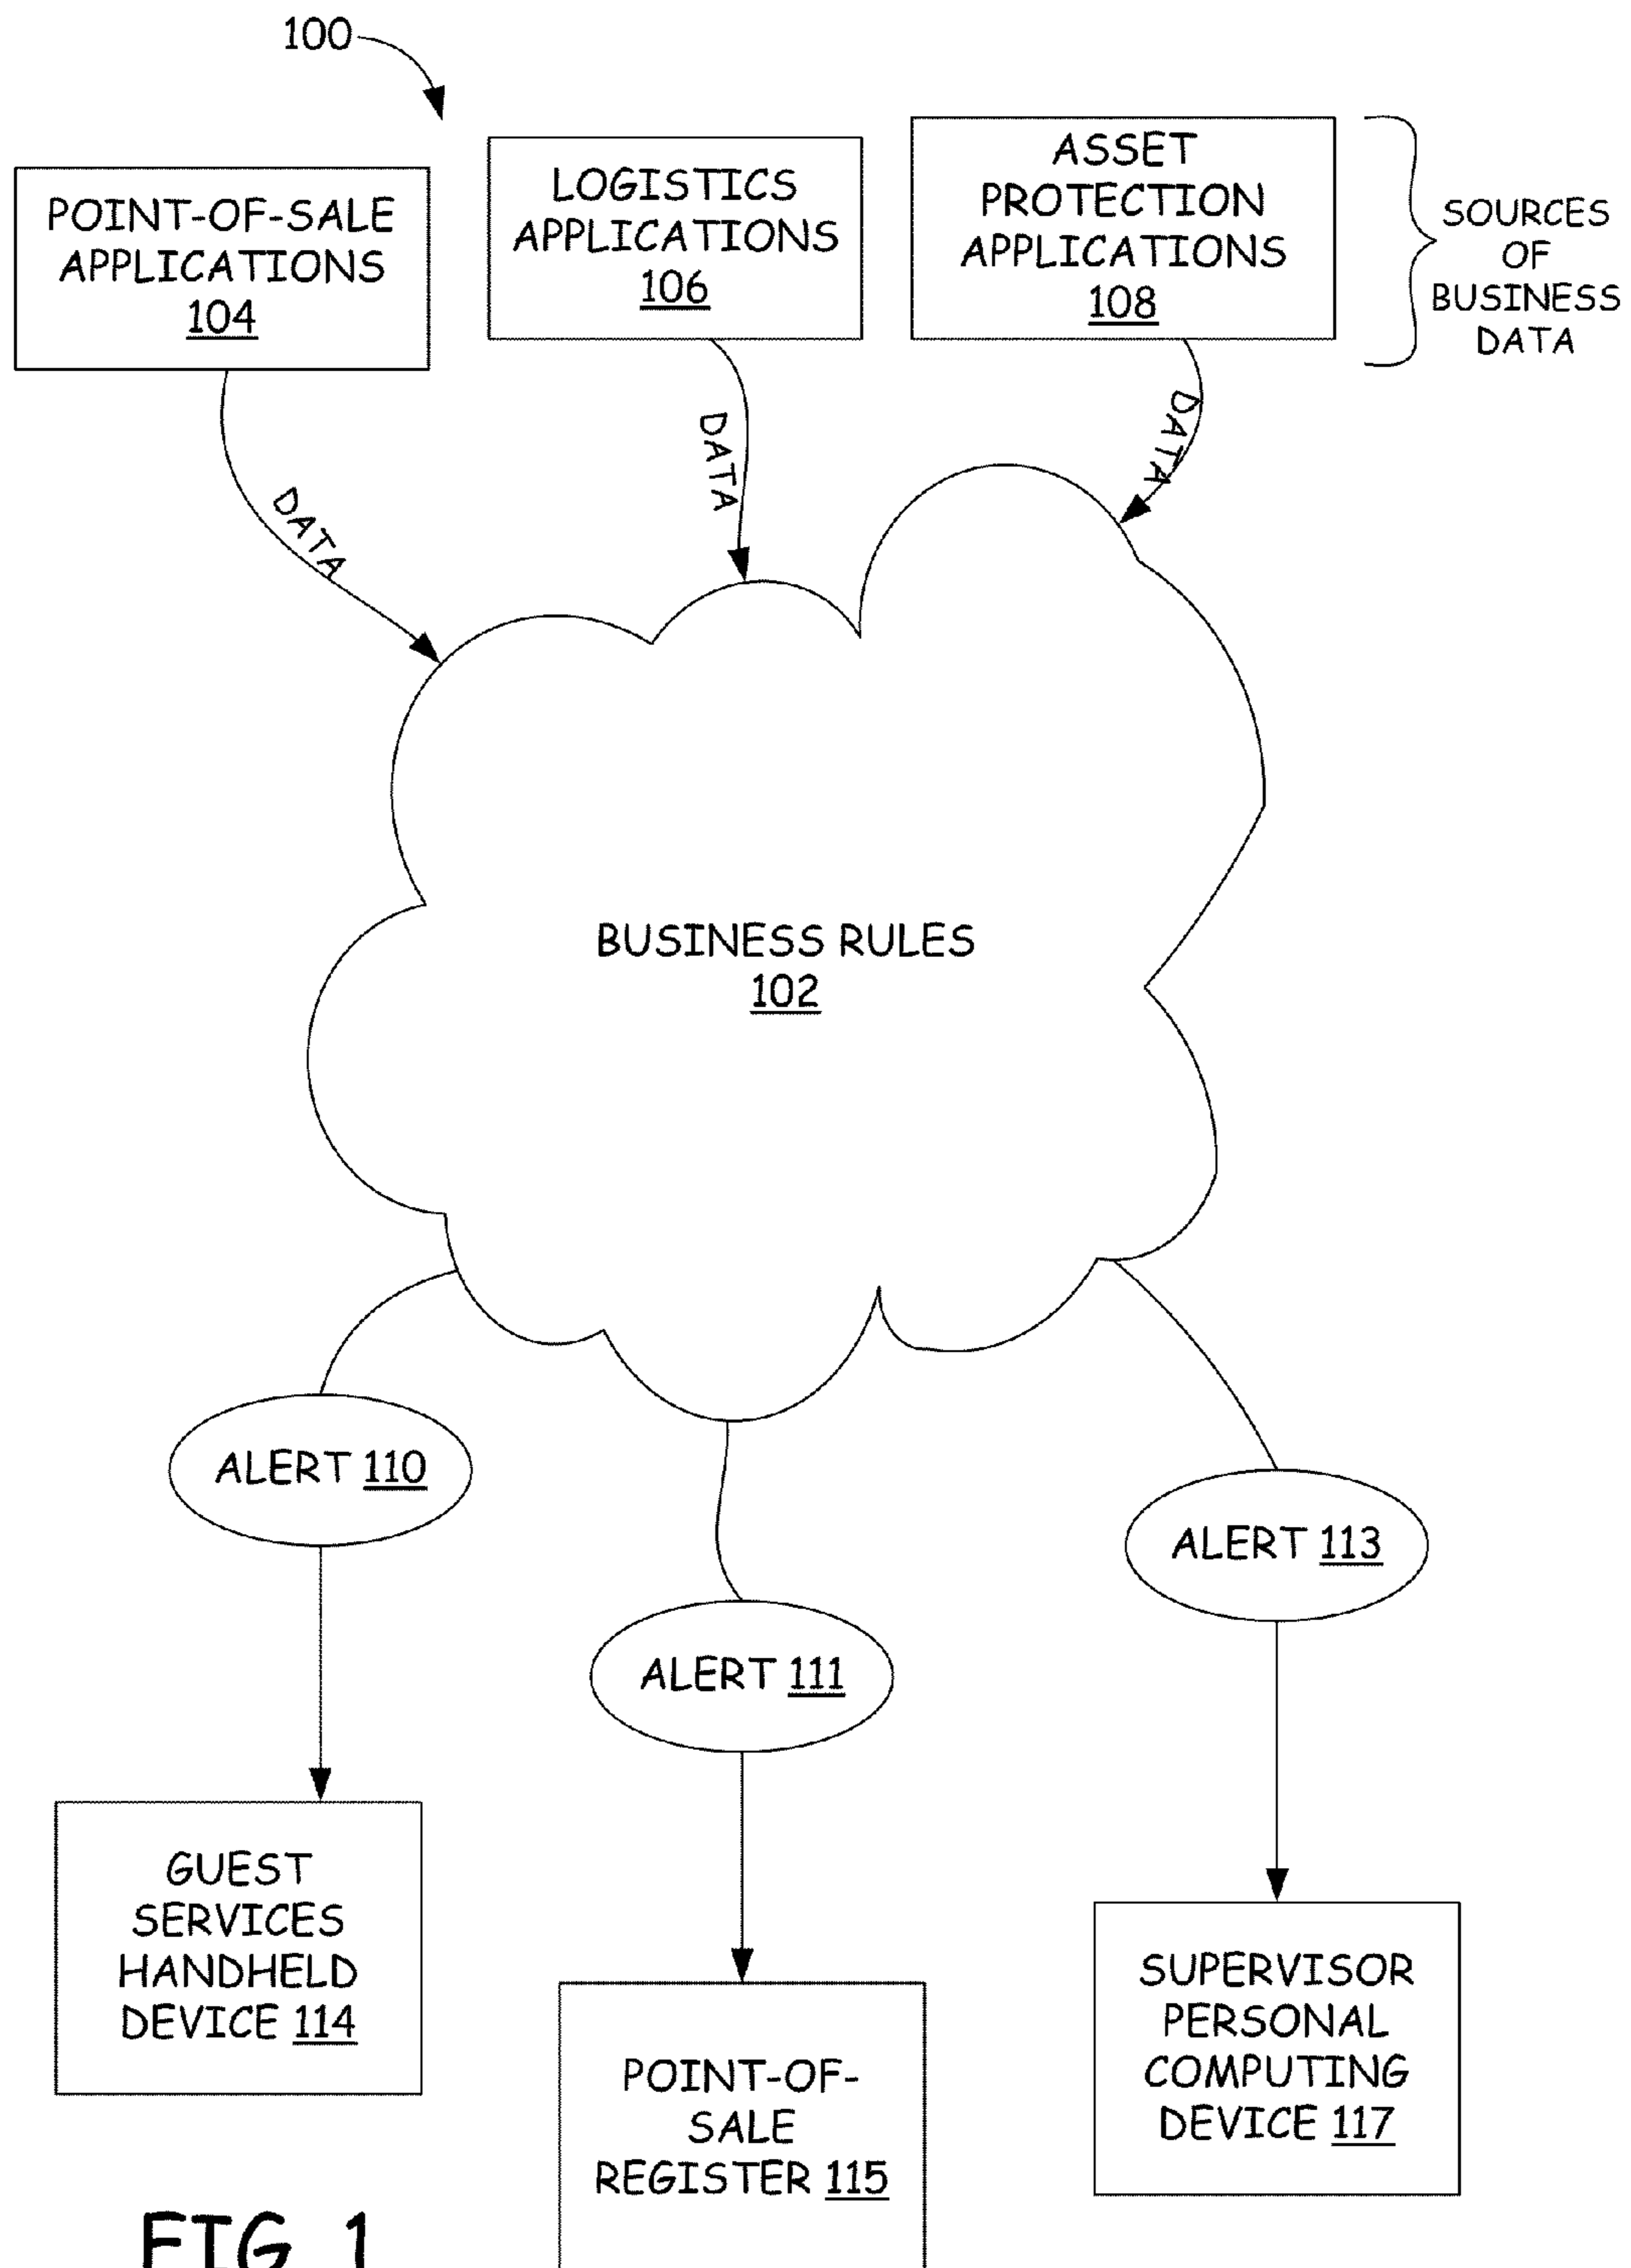 100
POINT-OF-SALE
APPLICATIONS
104
LOGISTICS
APPLICATIONS
106
ASSET
PROTECTION
APPLICATIONS
108
SOURCES
OF
BUSINESS
DATA
DATA
DATA
DATA
BUSINESS RULES
102
ALERT 110
ALERT 111
ALERT 113
GUEST
SERVICES
HANDHELD
DEVICE 114
POINT-OF-
SALE
REGISTER 115
SUPERVISOR
PERSONAL
COMPUTING
DEVICE 117
FIG. 1